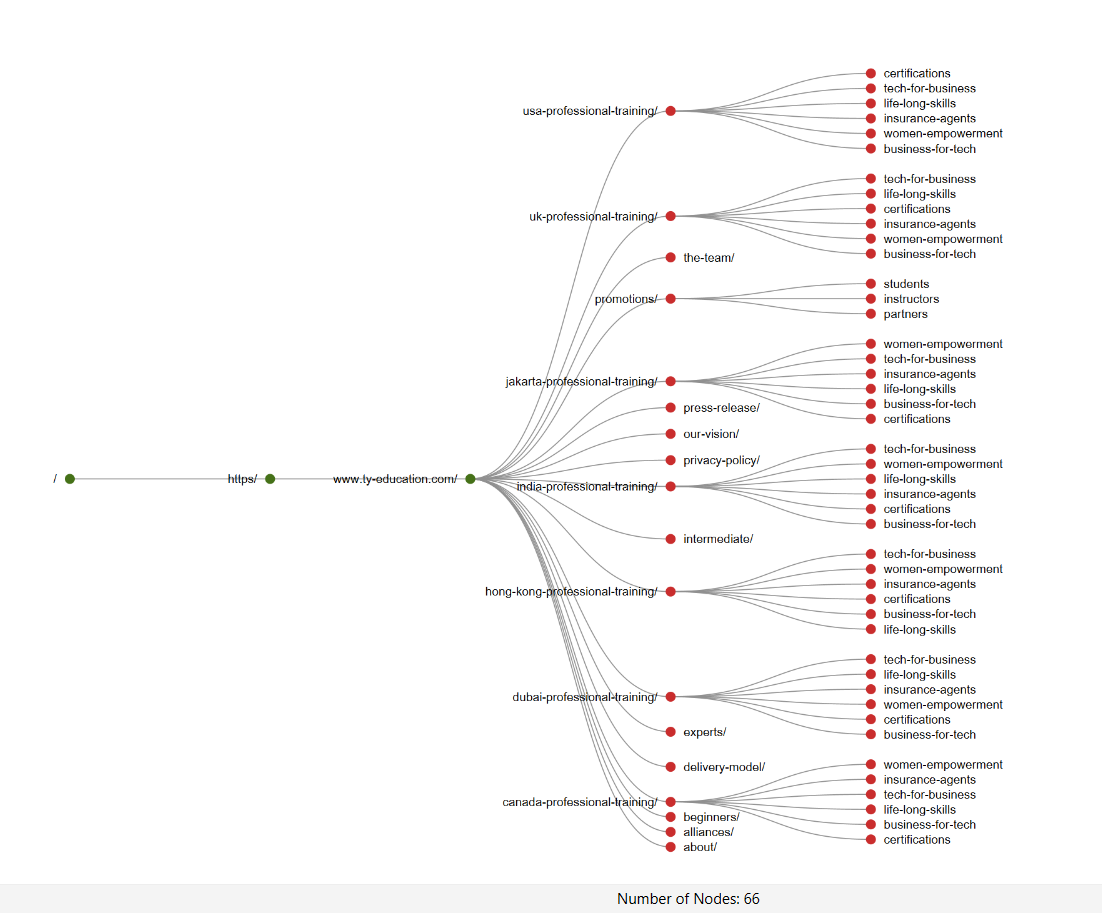 certifications
usa-professional-training/
tech-for-business
life-long-skills
insurance-agents
women-empowerment
business-for-tech
uk-professional-training/
tech-for-business
life-long-skills
certifications
insurance-agents
women-empowerment
business-for-tech
the-team/
promotions/
students
instructors
partners
jakarta-professional-training/
women-empowerment
tech-for-business
insurance-agents
life-long-skills
business-for-tech
certifications
press-release/
our-vision/
privacy-policy/
/
https/
www.ty-education.com/
india-professional-training/
tech-for-business
women-empowerment
life-long-skills
insurance-agents
certifications
business-for-tech
intermediate/
hong-kong-professional-training/
tech-for-business
women-empowerment
insurance-agents
certifications
business-for-tech
life-long-skills
dubai-professional-training/
tech-for-business
life-long-skills
insurance-agents
women-empowerment
certifications
business-for-tech
experts/
delivery-model/
canada-professional-training/
women-empowerment
insurance-agents
tech-for-business
life-long-skills
business-for-tech
certifications
beginners/
alliances/
about/
Number of Nodes: 66